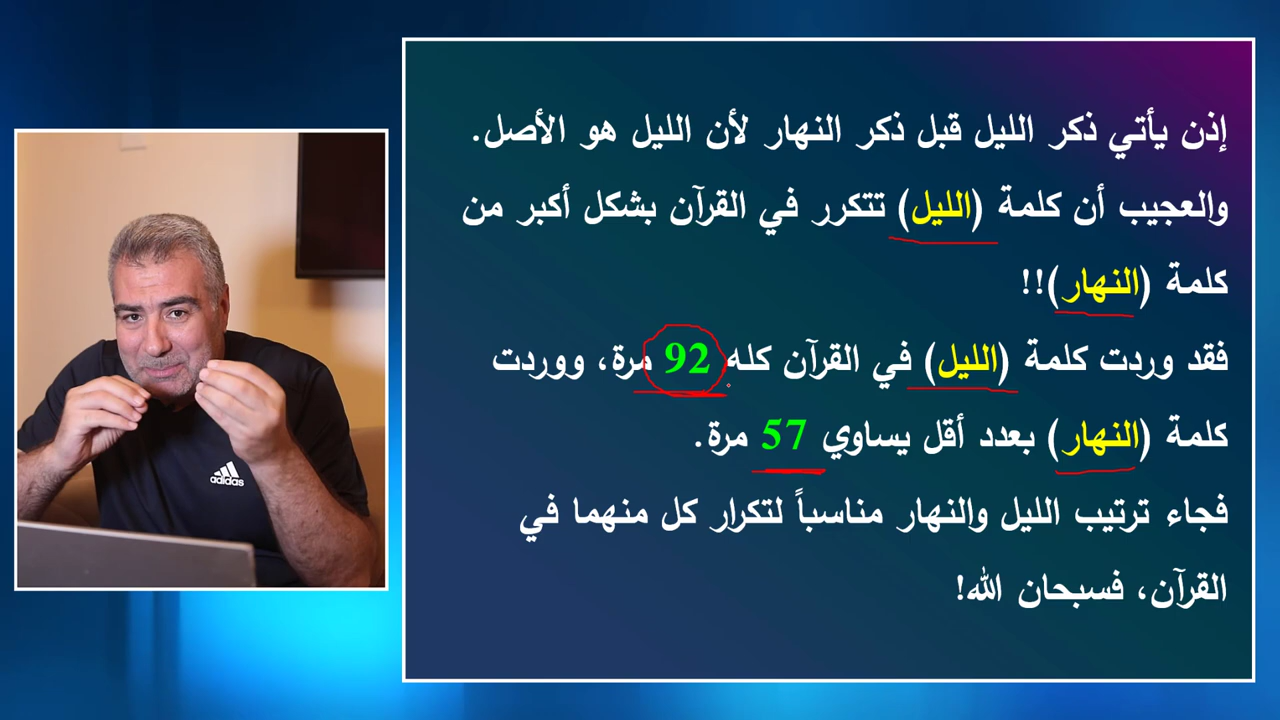 إذن يأتي ذكر الليل قبل ذكر النهار لأن الليل هو الأصل.
والعجيب أن كلمة (الليل) تتكرر في القرآن بشكل أكبر من
كلمة (النهار)!!
فقد وردت كلمة (الليل) في القرآن كله 92 مرة، ووردت
كلمة (النهار) بعدد أقل يساوي 57 مرة.
فجاء ترتيب الليل والنهار مناسباً لتكرار كل منهما في
القرآن، فسبحان الله!
adidas